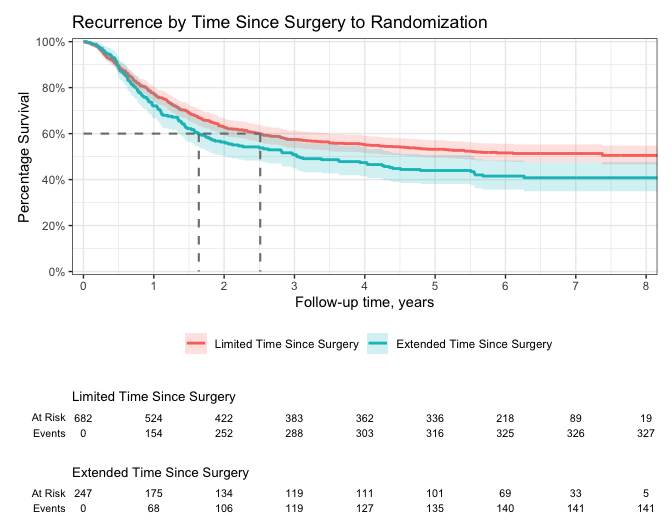 Recurrence by Time Since Surgery to Randomization
100%
80%
60%
40%
20%
0%
Percentage Survival
0 1 2 3 4 5 6 7 8
Follow-up time, years
Limited Time Since Surgery Extended Time Since Surgery
Limited Time Since Surgery
At Risk 682 524 422 383 362 336 218 89 19
Events 0 154 252 288 303 316 325 326 327
Extended Time Since Surgery
At Risk 247 175 134 119 111 101 69 33 5
Events 0 68 106 119 127 135 140 141 141